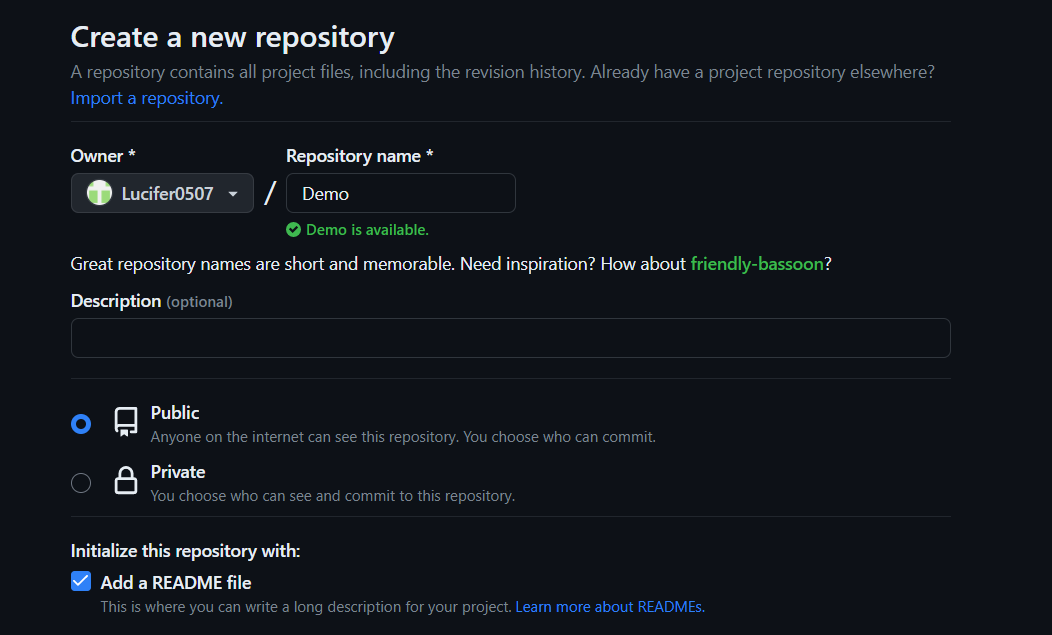 Create a new repository
A repository contains all project files, including the revision history. Already have a project repository elsewhere?
Import a repository.
Owner * Repository name *
Lucifer0507 / Demo
Demo is available.
Great repository names are short and memorable. Need inspiration? How about friendly-bassoon?
Description (optional)
Public
Anyone on the internet can see this repository. You choose who can commit.
Private
You choose who can see and commit to this repository.
Initialize this repository with:
Add a README file
This is where you can write a long description for your project. Learn more about READMEs.